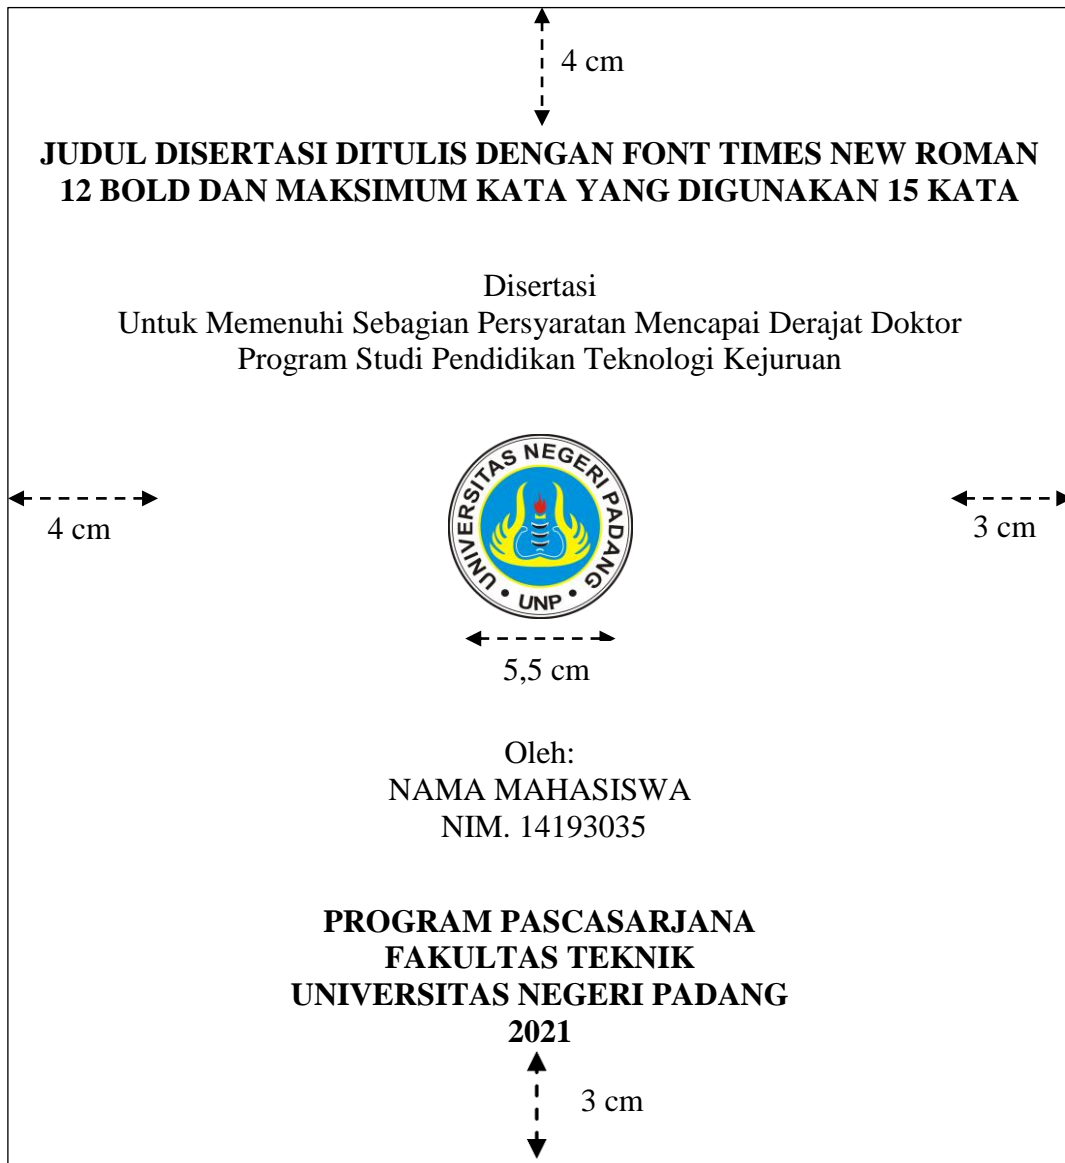 4 cm
JUDUL DISERTASI DITULIS DENGAN FONT TIMES NEW ROMAN
12 BOLD DAN MAKSIMUM KATA YANG DIGUNAKAN 15 KATA
Disertasi
Untuk Memenuhi Sebagian Persyaratan Mencapai Derajat Doktor
Program Studi Pendidikan Teknologi Kejuruan
UNIVERSITAS NEGERI PADANG
• UNP •
4 cm
3 cm
5,5 cm
Oleh:
NAMA MAHASISWA
NIM. 14193035
PROGRAM PASCASARJANA
FAKULTAS TEKNIK
UNIVERSITAS NEGERI PADANG
2021
3 cm